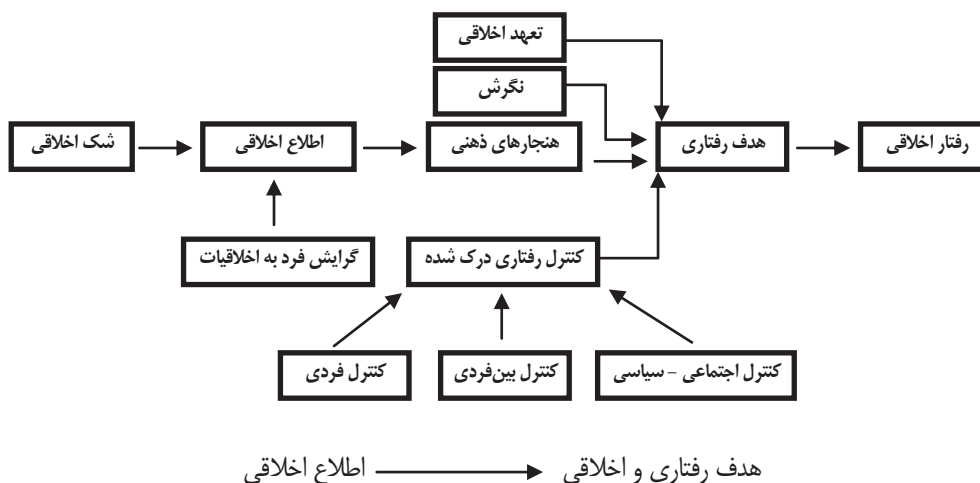 تعهد اخلاقی
نگرش
شک اخلاقی
اطلاع اخلاقی
هنجارهای ذهنی
هدف رفتاری
رفتار اخلاقی
گرایش فرد به اخلاقیات
کنترل رفتاری درک شده
کنترل فردی
کنترل بین‌فردی
کنترل اجتماعی - سیاسی
اطلاع اخلاقی
هدف رفتاری و اخلاقی